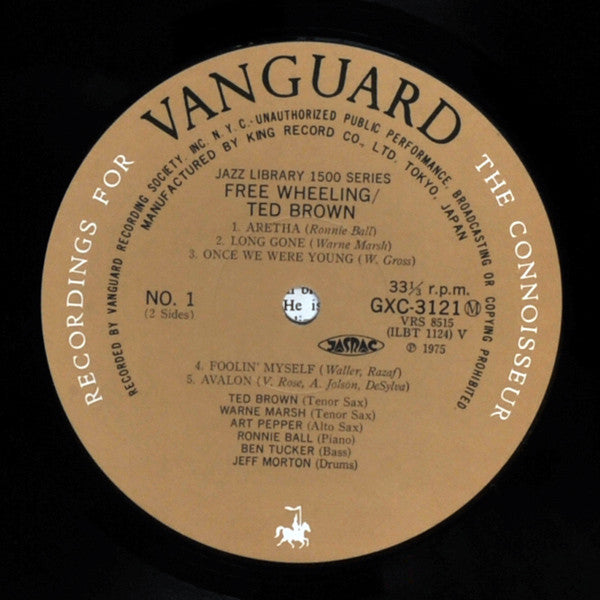 VANGUARD
RECORDINGS FOR THE CONNOISSEUR
RECORDED BY VANGUARD RECORDING SOCIETY, INC. N.Y.C.-UNAUTHORIZED PUBLIC PERFORMANCE, BROADCASTING OR COPYING PROHIBITED
MANUFACTURED BY KING RECORD CO., LTD. TOKYO, JAPAN
JAZZ LIBRARY 1500 SERIES
FREE WHEELING/
TED BROWN
1. ARETHA (Ronnie Ball)
2. LONG GONE (Warne Marsh)
3. ONCE WE WERE YOUNG (W. Gross)
NO. 1
(2 Sides)
He is
33⅓ r.p.m.
GXC-3121 Ⓜ
VRS 8515
(ILBT 1124) V
℗ 1975
JASRAC
4. FOOLIN' MYSELF (Waller, Razaf)
5. AVALON (V. Rose, A. Jolson, DeSylva)
TED BROWN (Tenor Sax)
WARNE MARSH (Tenor Sax)
ART PEPPER (Alto Sax)
RONNIE BALL (Piano)
BEN TUCKER (Bass)
JEFF MORTON (Drums)